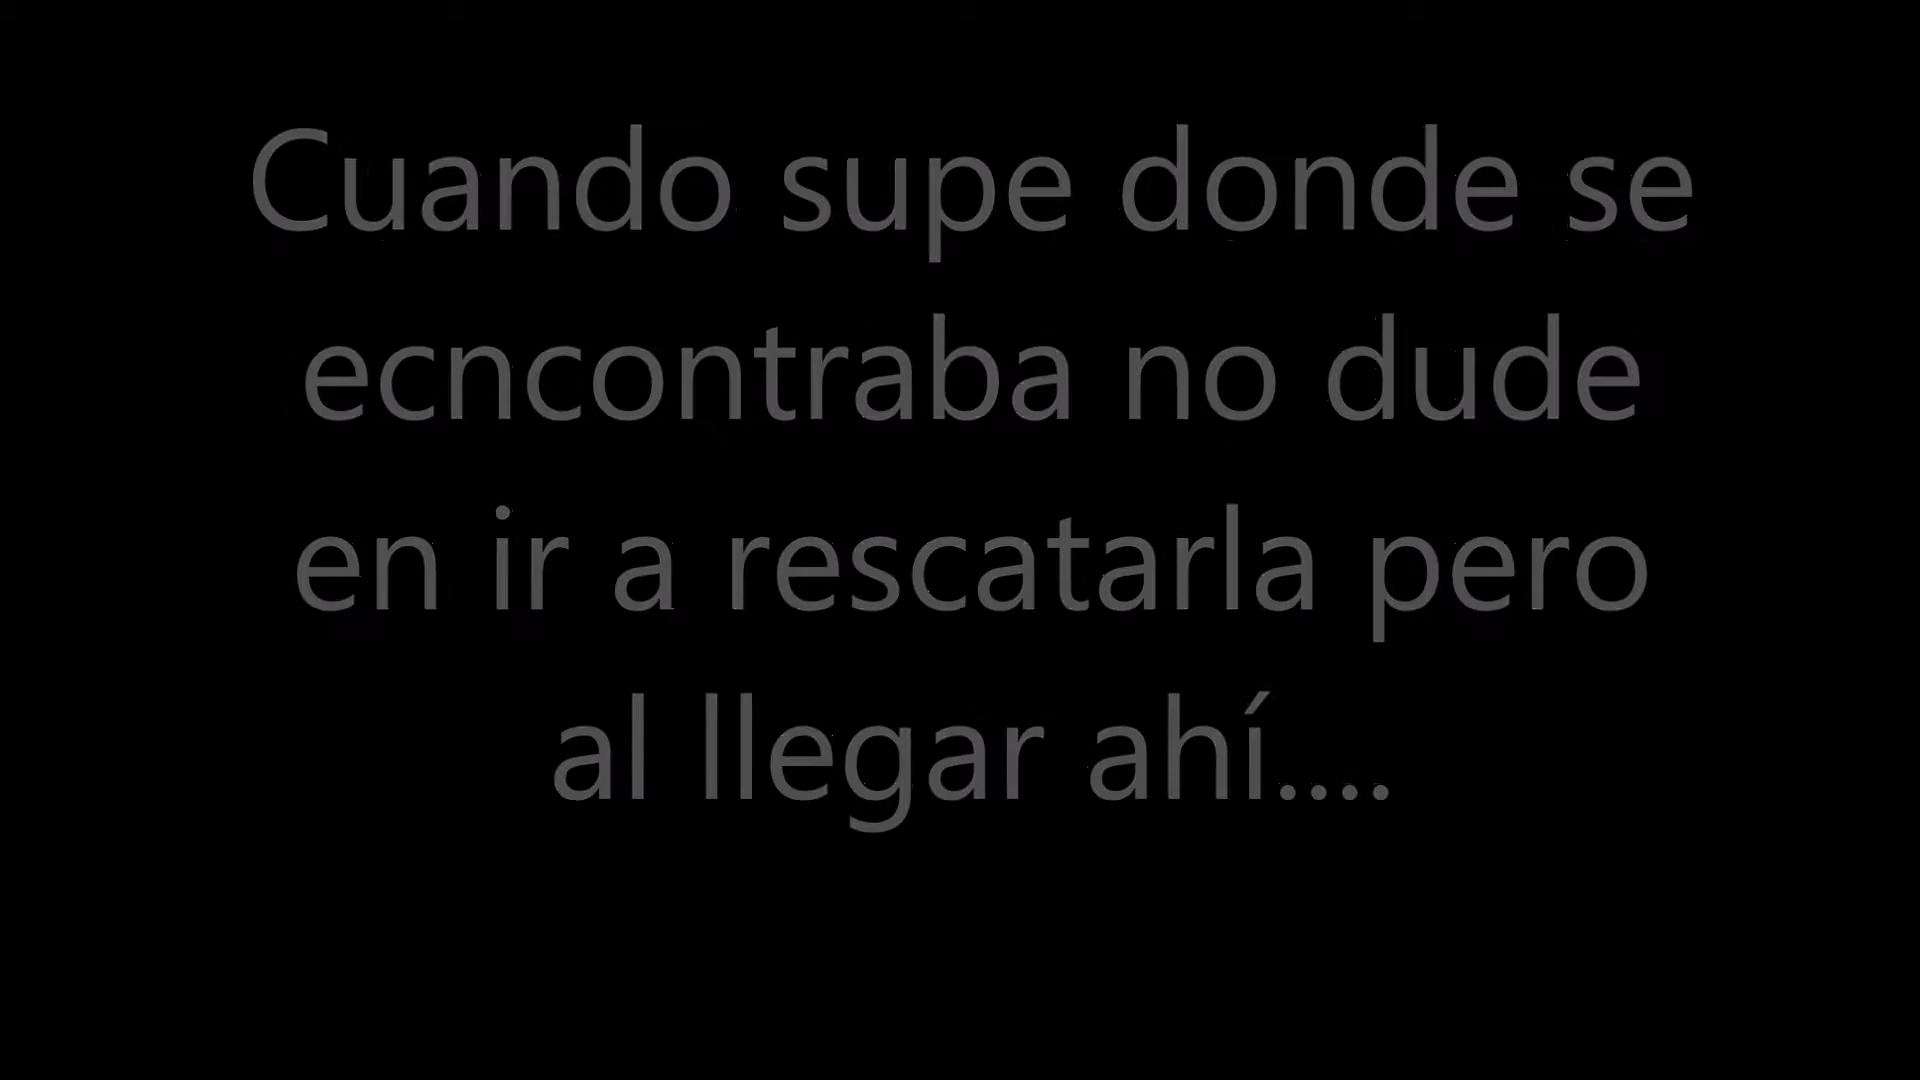 Cuando supe donde se
ecncontraba no dude
en ir a rescatarla pero
al llegar ahí....